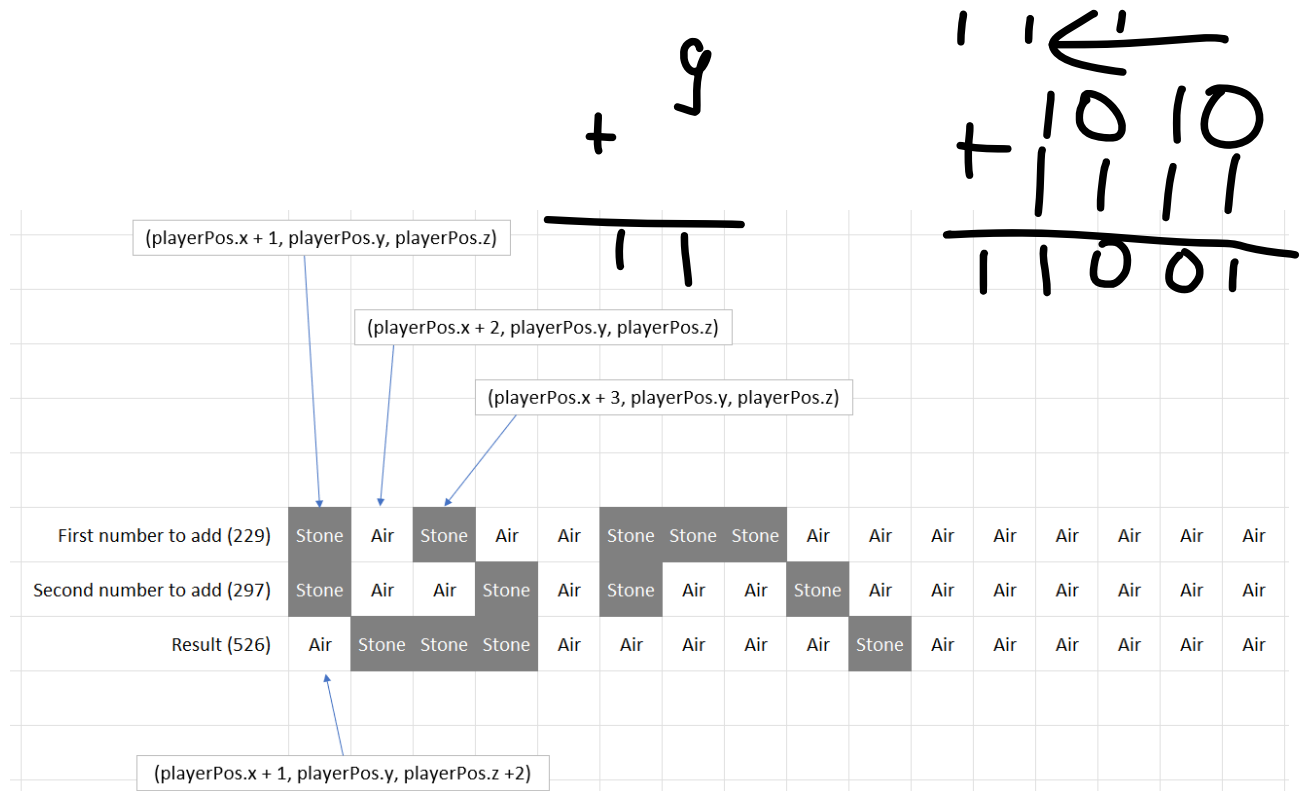 1 1 1
9
1010
+
+ 1111
11
11001
(playerPos.x + 1, playerPos.y, playerPos.z)
(playerPos.x + 2, playerPos.y, playerPos.z)
(playerPos.x + 3, playerPos.y, playerPos.z)
First number to add (229) Stone Air Stone Air Air Stone Stone Stone Air Air Air Air Air Air Air Air
Second number to add (297) Stone Air Air Stone Air Stone Air Air Stone Air Air Air Air Air Air Air
Result (526) Air Stone Stone Stone Air Air Air Air Air Stone Air Air Air Air Air Air
(playerPos.x + 1, playerPos.y, playerPos.z +2)